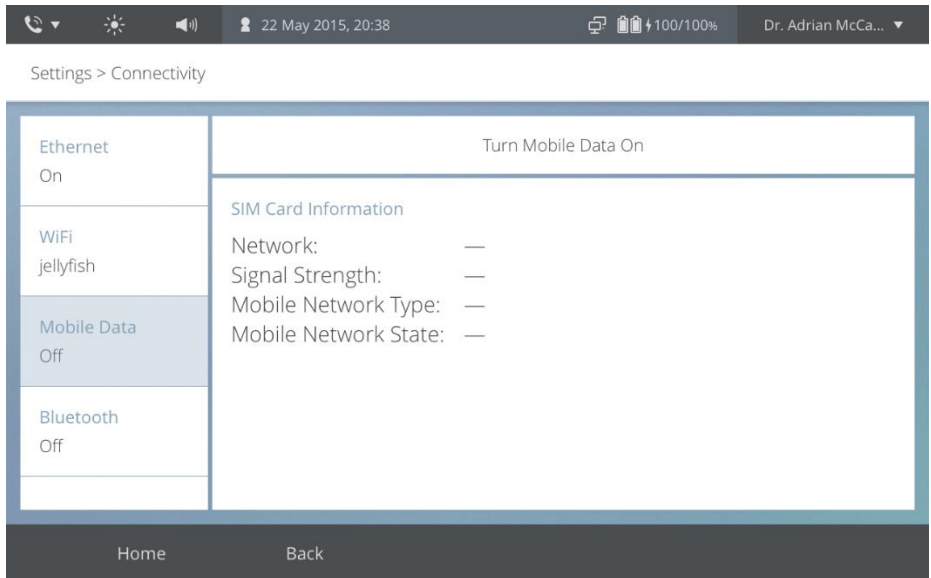 22 May 2015, 20:38 100/100% Dr. Adrian McCa...
Settings > Connectivity
Ethernet
On
WiFi
jellyfish
Mobile Data
Off
Bluetooth
Off
Turn Mobile Data On
SIM Card Information
Network: —
Signal Strength: —
Mobile Network Type: —
Mobile Network State: —
Home Back